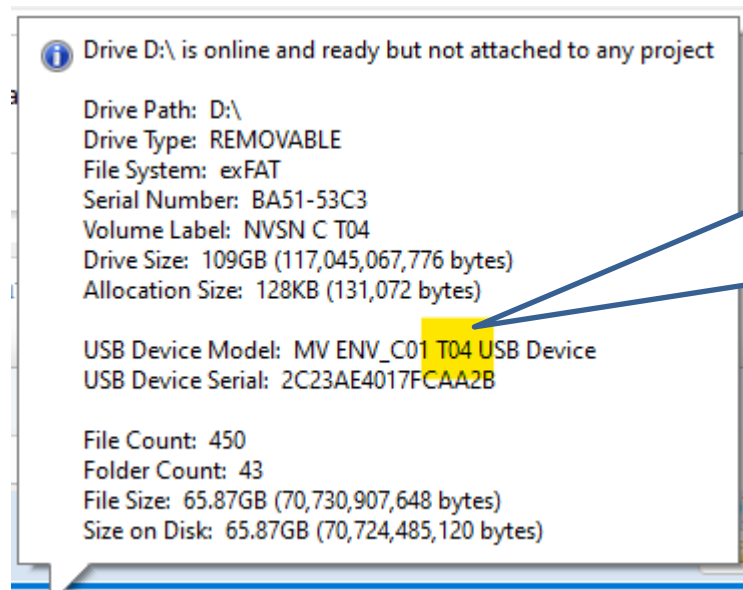 Drive D:\ is online and ready but not attached to any project
Drive Path: D:\
Drive Type: REMOVABLE
File System: exFAT
Serial Number: BA51-53C3
Volume Label: NVSN C T04
Drive Size: 109GB (117,045,067,776 bytes)
Allocation Size: 128KB (131,072 bytes)
USB Device Model: MV ENV_C01 T04 USB Device
USB Device Serial: 2C23AE4017FCAA2B
File Count: 450
Folder Count: 43
File Size: 65.87GB (70,730,907,648 bytes)
Size on Disk: 65.87GB (70,724,485,120 bytes)